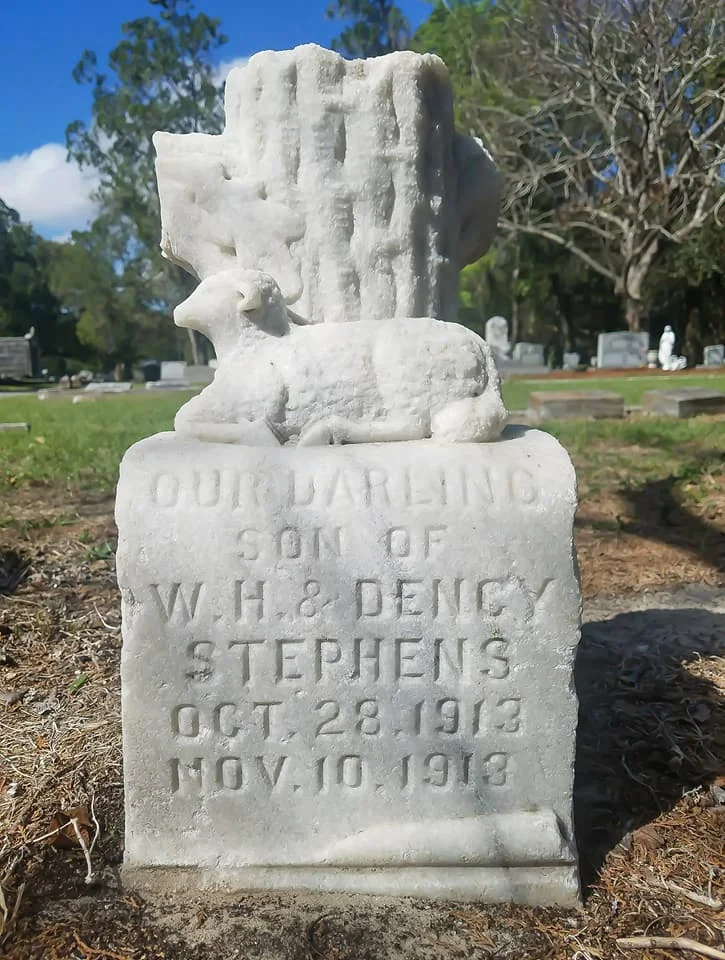 OUR DARLING
SON OF
W.H. & DENCY
STEPHENS
OCT. 28. 1913
NOV. 10. 1913